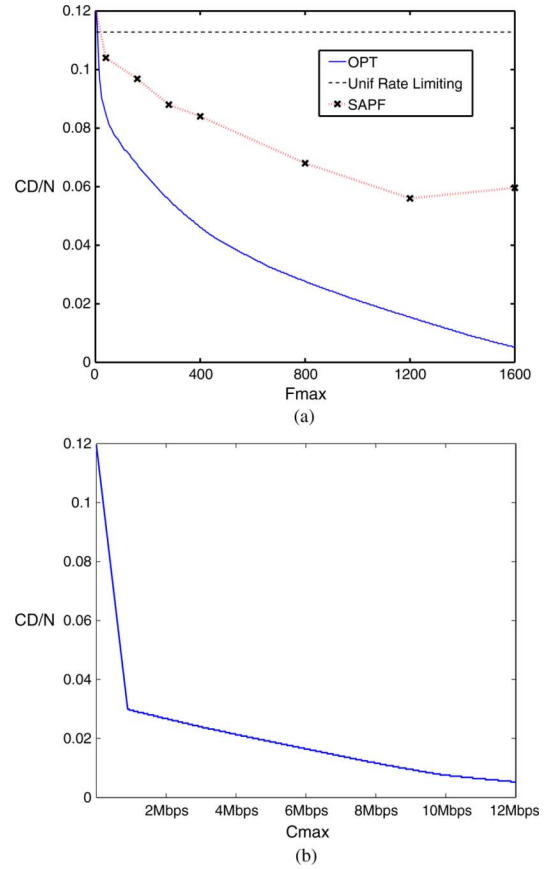 0.12
0.1
0.08
CD/N 0.06
0.04
0.02
0
0 400 800 1200 1600
Fmax
OPT
Unif Rate Limiting
SAPF
(a)
0.12
0.1
0.08
CD/N 0.06
0.04
0.02
0
2Mbps 4Mbps 6Mbps 8Mbps 10Mbps 12Mbps
Cmax
(b)